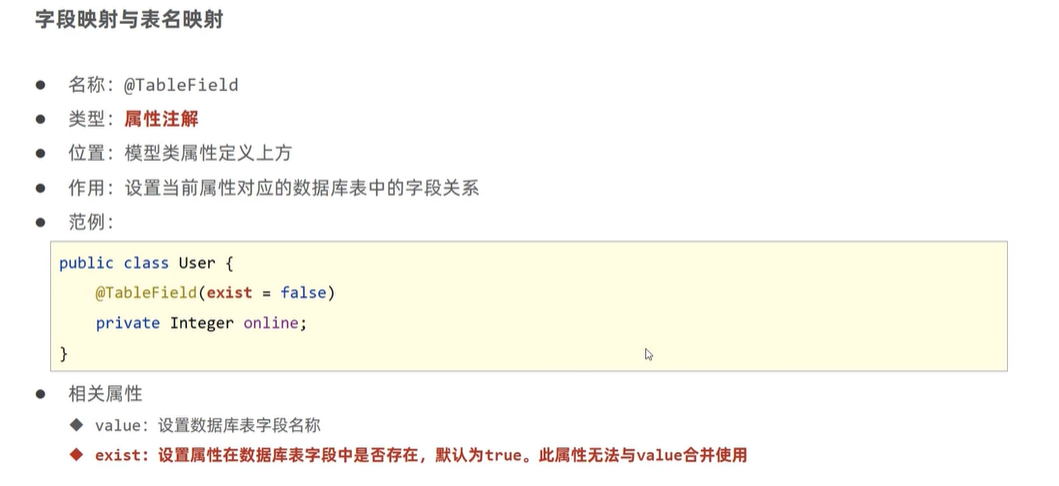 字段映射与表名映射
● 名称：@TableField
● 类型：属性注解
● 位置：模型类属性定义上方
● 作用：设置当前属性对应的数据库表中的字段关系
● 范例：
public class User {
    @TableField(exist = false)
    private Integer online;
}
● 相关属性
◆ value：设置数据库表字段名称
◆ exist：设置属性在数据库表字段中是否存在，默认为true。此属性无法与value合并使用